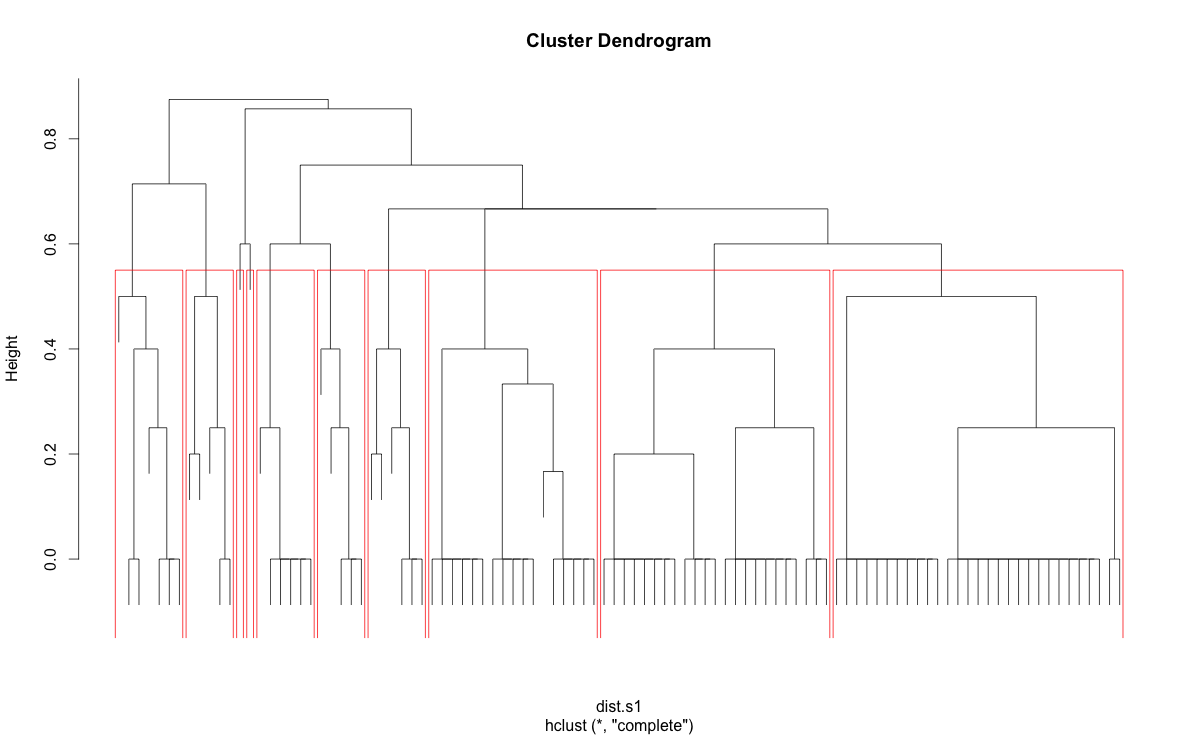 Cluster Dendrogram
Height
0.8
0.6
0.4
0.2
0.0
dist.s1
hclust (*, "complete")